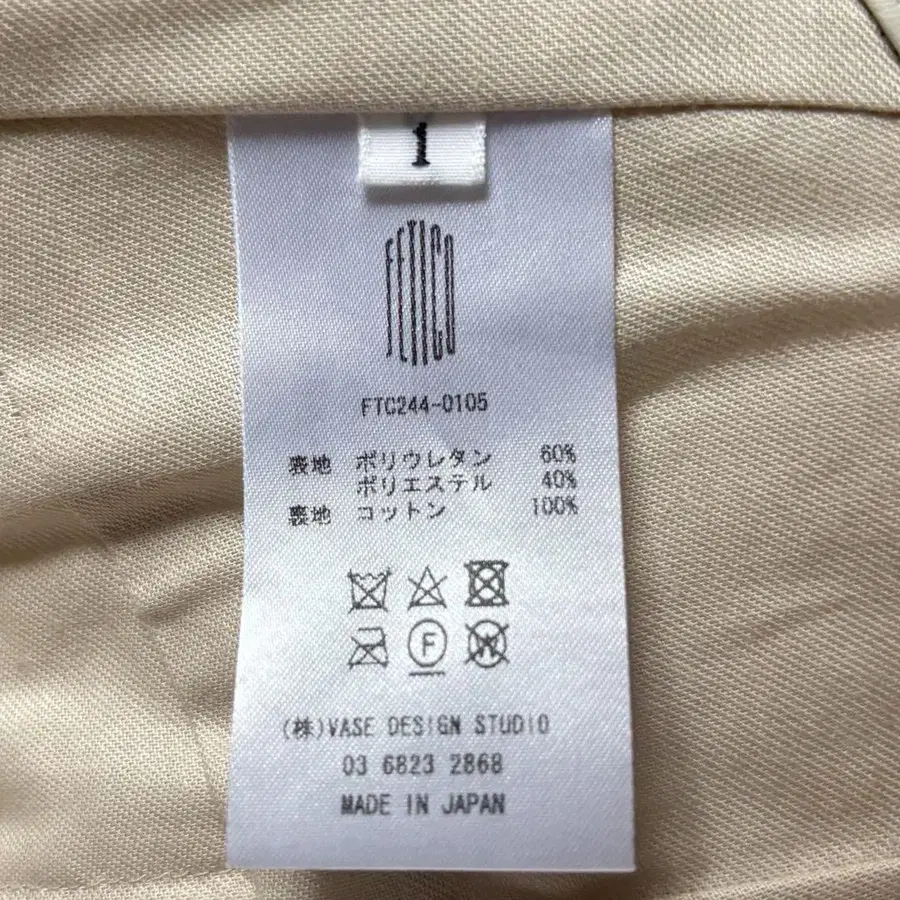 1
FETICO
FTC244-0105
表地 ポリウレタン 60%
ポリエステル 40%
裏地 コットン 100%
F
W
(株)VASE DESIGN STUDIO
03 6823 2868
MADE IN JAPAN